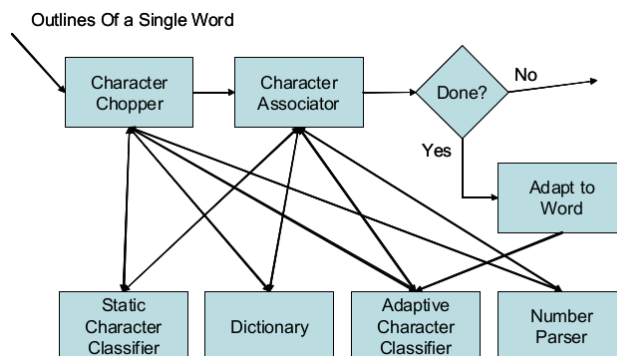 Outlines Of a Single Word
Character
Chopper
Character
Associator
Done?
No
Yes
Adapt to
Word
Static
Character
Classifier
Dictionary
Adaptive
Character
Classifier
Number
Parser